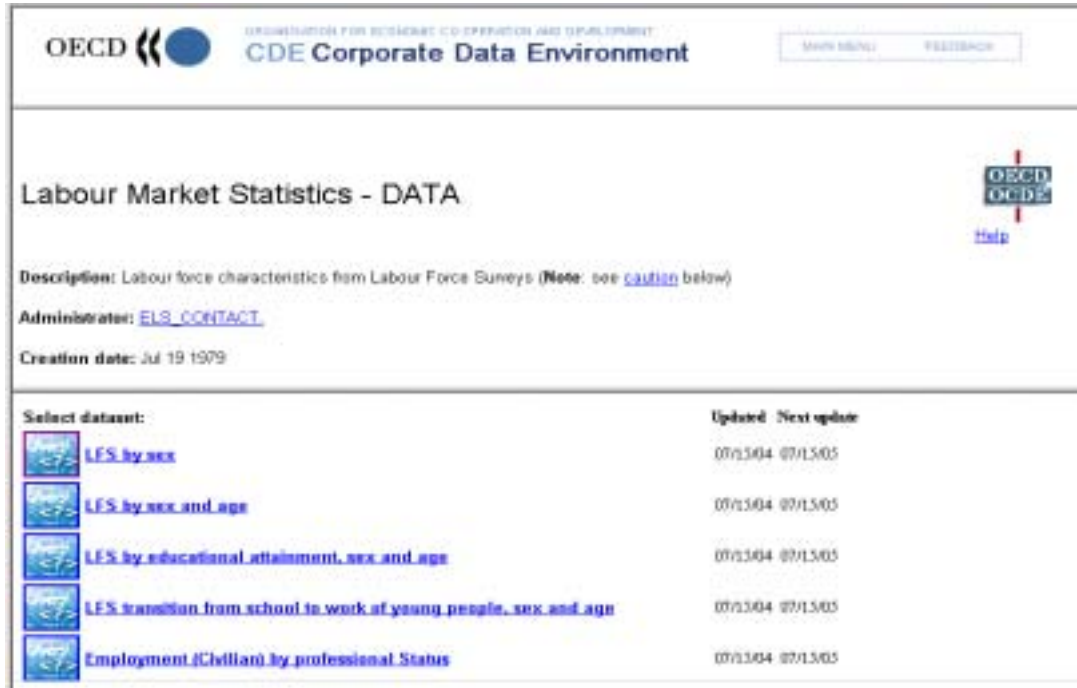 OECD
ORGANISATION FOR ECONOMIC CO-OPERATION AND DEVELOPMENT
CDE Corporate Data Environment
MAIN MENU FEEDBACK
OECD
OCDE
Labour Market Statistics - DATA
Help
Description: Labour force characteristics from Labour Force Surveys (Note: see caution below)
Administrator: ELS_CONTACT.
Creation date: Jul 19 1979
Select dataset: Updated Next update
LFS by sex 07/13/04 07/13/05
LFS by sex and age 07/13/04 07/13/05
LFS by educational attainment, sex and age 07/13/04 07/13/05
LFS transition from school to work of young people, sex and age 07/13/04 07/13/05
Employment (Civilian) by professional Status 07/13/04 07/13/05